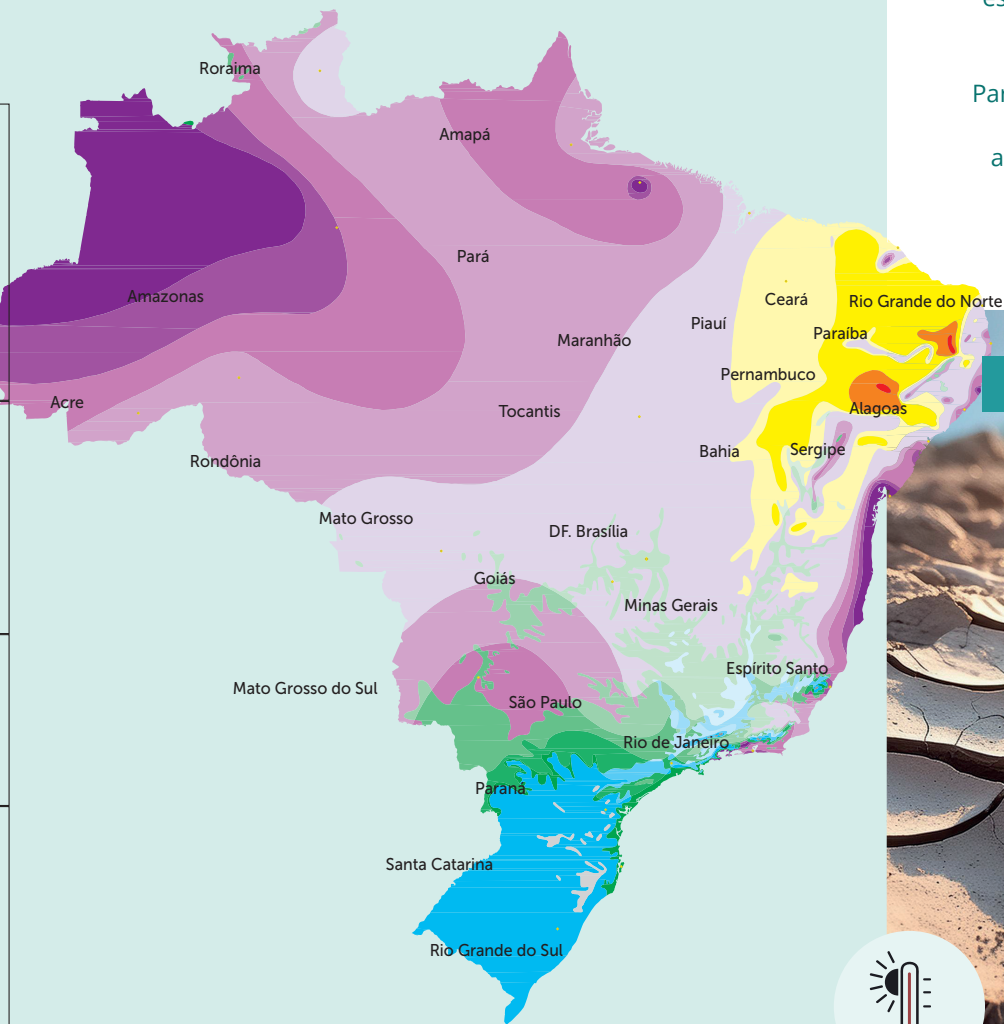 Roraima
Par
Amapá
a
Pará
Amazonas
Ceará
Rio Grande do Norte
Piauí
Paraíba
Maranhão
Pernambuco
Acre
Tocantis
Alagoas
Bahia
Sergipe
Rondônia
Mato Grosso
DF. Brasília
Goiás
Minas Gerais
Espírito Santo
Mato Grosso do Sul
São Paulo
Rio de Janeiro
Paraná
Santa Catarina
Rio Grande do Sul